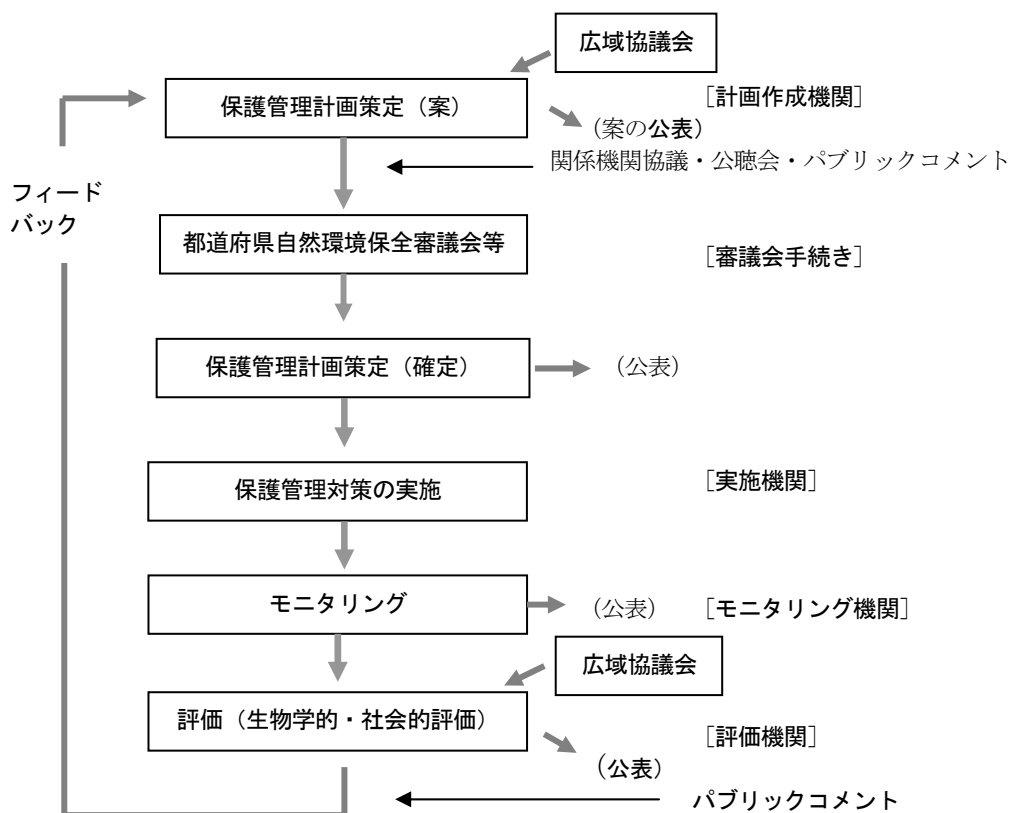 広域協議会
保護管理計画策定（案）
［計画作成機関］
（案の公表）
関係機関協議・公聴会・パブリックコメント
フィード
バック
都道府県自然環境保全審議会等
［審議会手続き］
保護管理計画策定（確定）
（公表）
保護管理対策の実施
［実施機関］
モニタリング
（公表）
［モニタリング機関］
広域協議会
評価（生物学的・社会的評価）
［評価機関］
（公表）
パブリックコメント